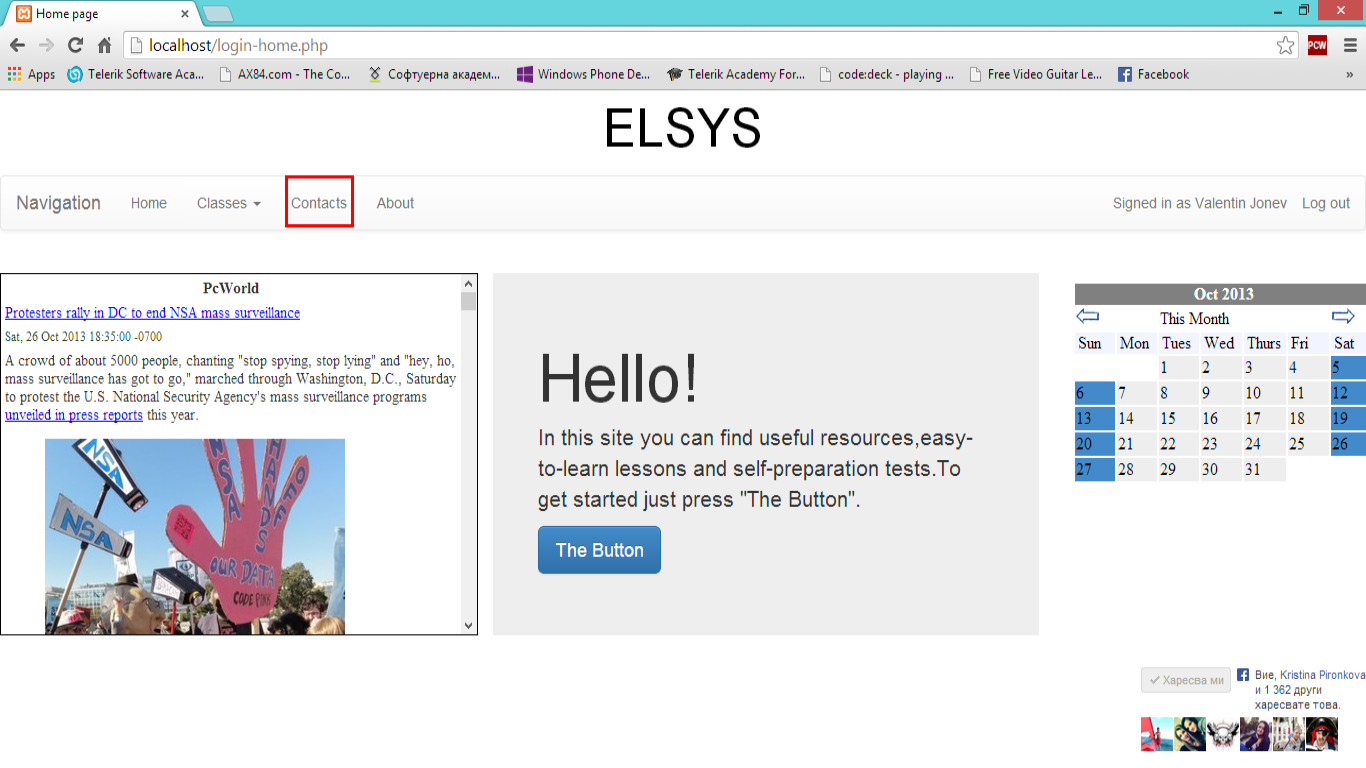 Home page
localhost/login-home.php
PCW
Apps Telerik Software Aca... AX84.com - The Co... Софтуерна академ... Windows Phone De... Telerik Academy For... code:deck - playing ... Free Video Guitar Le... Facebook »
ELSYS
Navigation Home Classes Contacts About Signed in as Valentin Jonev Log out
PcWorld
Protesters rally in DC to end NSA mass surveillance
Sat, 26 Oct 2013 18:35:00 -0700
A crowd of about 5000 people, chanting "stop spying, stop lying" and "hey, ho,
mass surveillance has got to go," marched through Washington, D.C., Saturday
to protest the U.S. National Security Agency's mass surveillance programs
unveiled in press reports this year.
NSA
NSA
NSA
HANDS
OFF
OUR DATA
CODE PINK
Hello!
In this site you can find useful resources,easy-
to-learn lessons and self-preparation tests.To
get started just press "The Button".
The Button
Oct 2013
This Month
Sun Mon Tues Wed Thurs Fri Sat
1 2 3 4 5
6 7 8 9 10 11 12
13 14 15 16 17 18 19
20 21 22 23 24 25 26
27 28 29 30 31
Харесва ми
Вие, Kristina Pironkova
и 1 362 други
харесвате това.